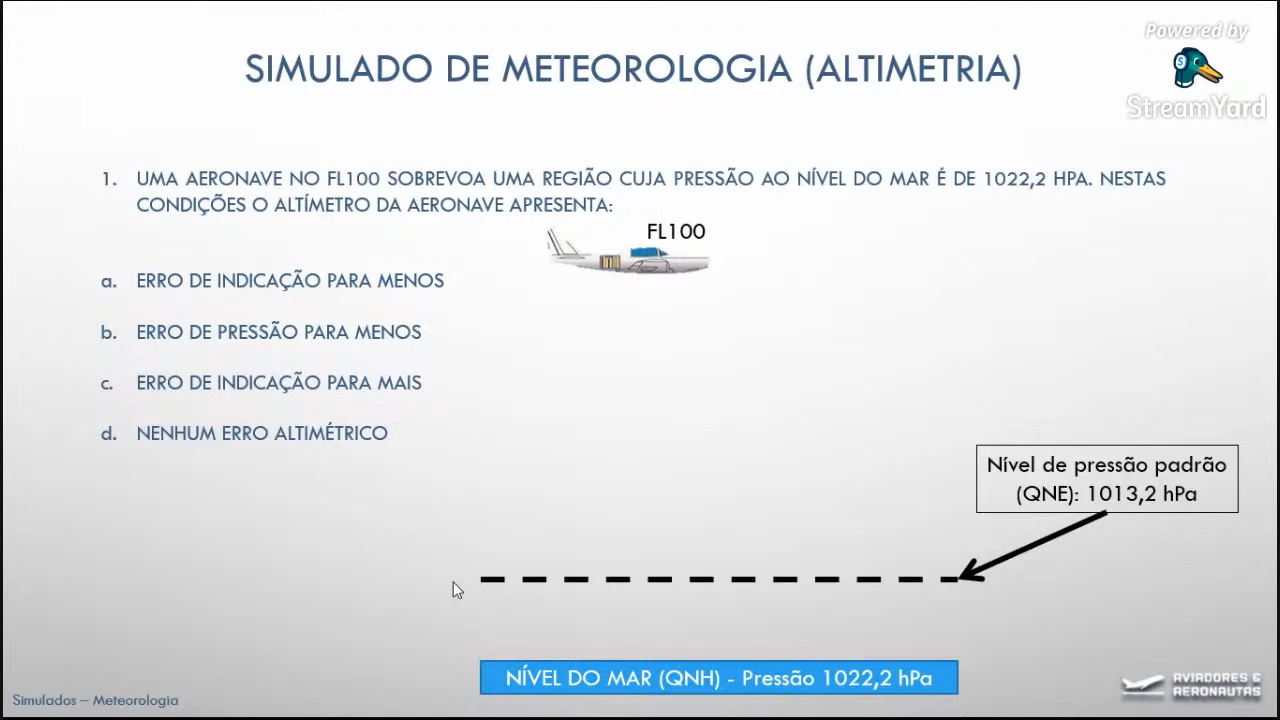 Powered by
StreamYard
SIMULADO DE METEOROLOGIA (ALTIMETRIA)
1. UMA AERONAVE NO FL100 SOBREVOA UMA REGIÃO CUJA PRESSÃO AO NÍVEL DO MAR É DE 1022,2 HPA. NESTAS
CONDIÇÕES O ALTÍMETRO DA AERONAVE APRESENTA:
FL100
a. ERRO DE INDICAÇÃO PARA MENOS
b. ERRO DE PRESSÃO PARA MENOS
c. ERRO DE INDICAÇÃO PARA MAIS
d. NENHUM ERRO ALTIMÉTRICO
Nível de pressão padrão
(QNE): 1013,2 hPa
NÍVEL DO MAR (QNH) - Pressão 1022,2 hPa
Simulados – Meteorologia
AVIADORES &
AERONAUTAS